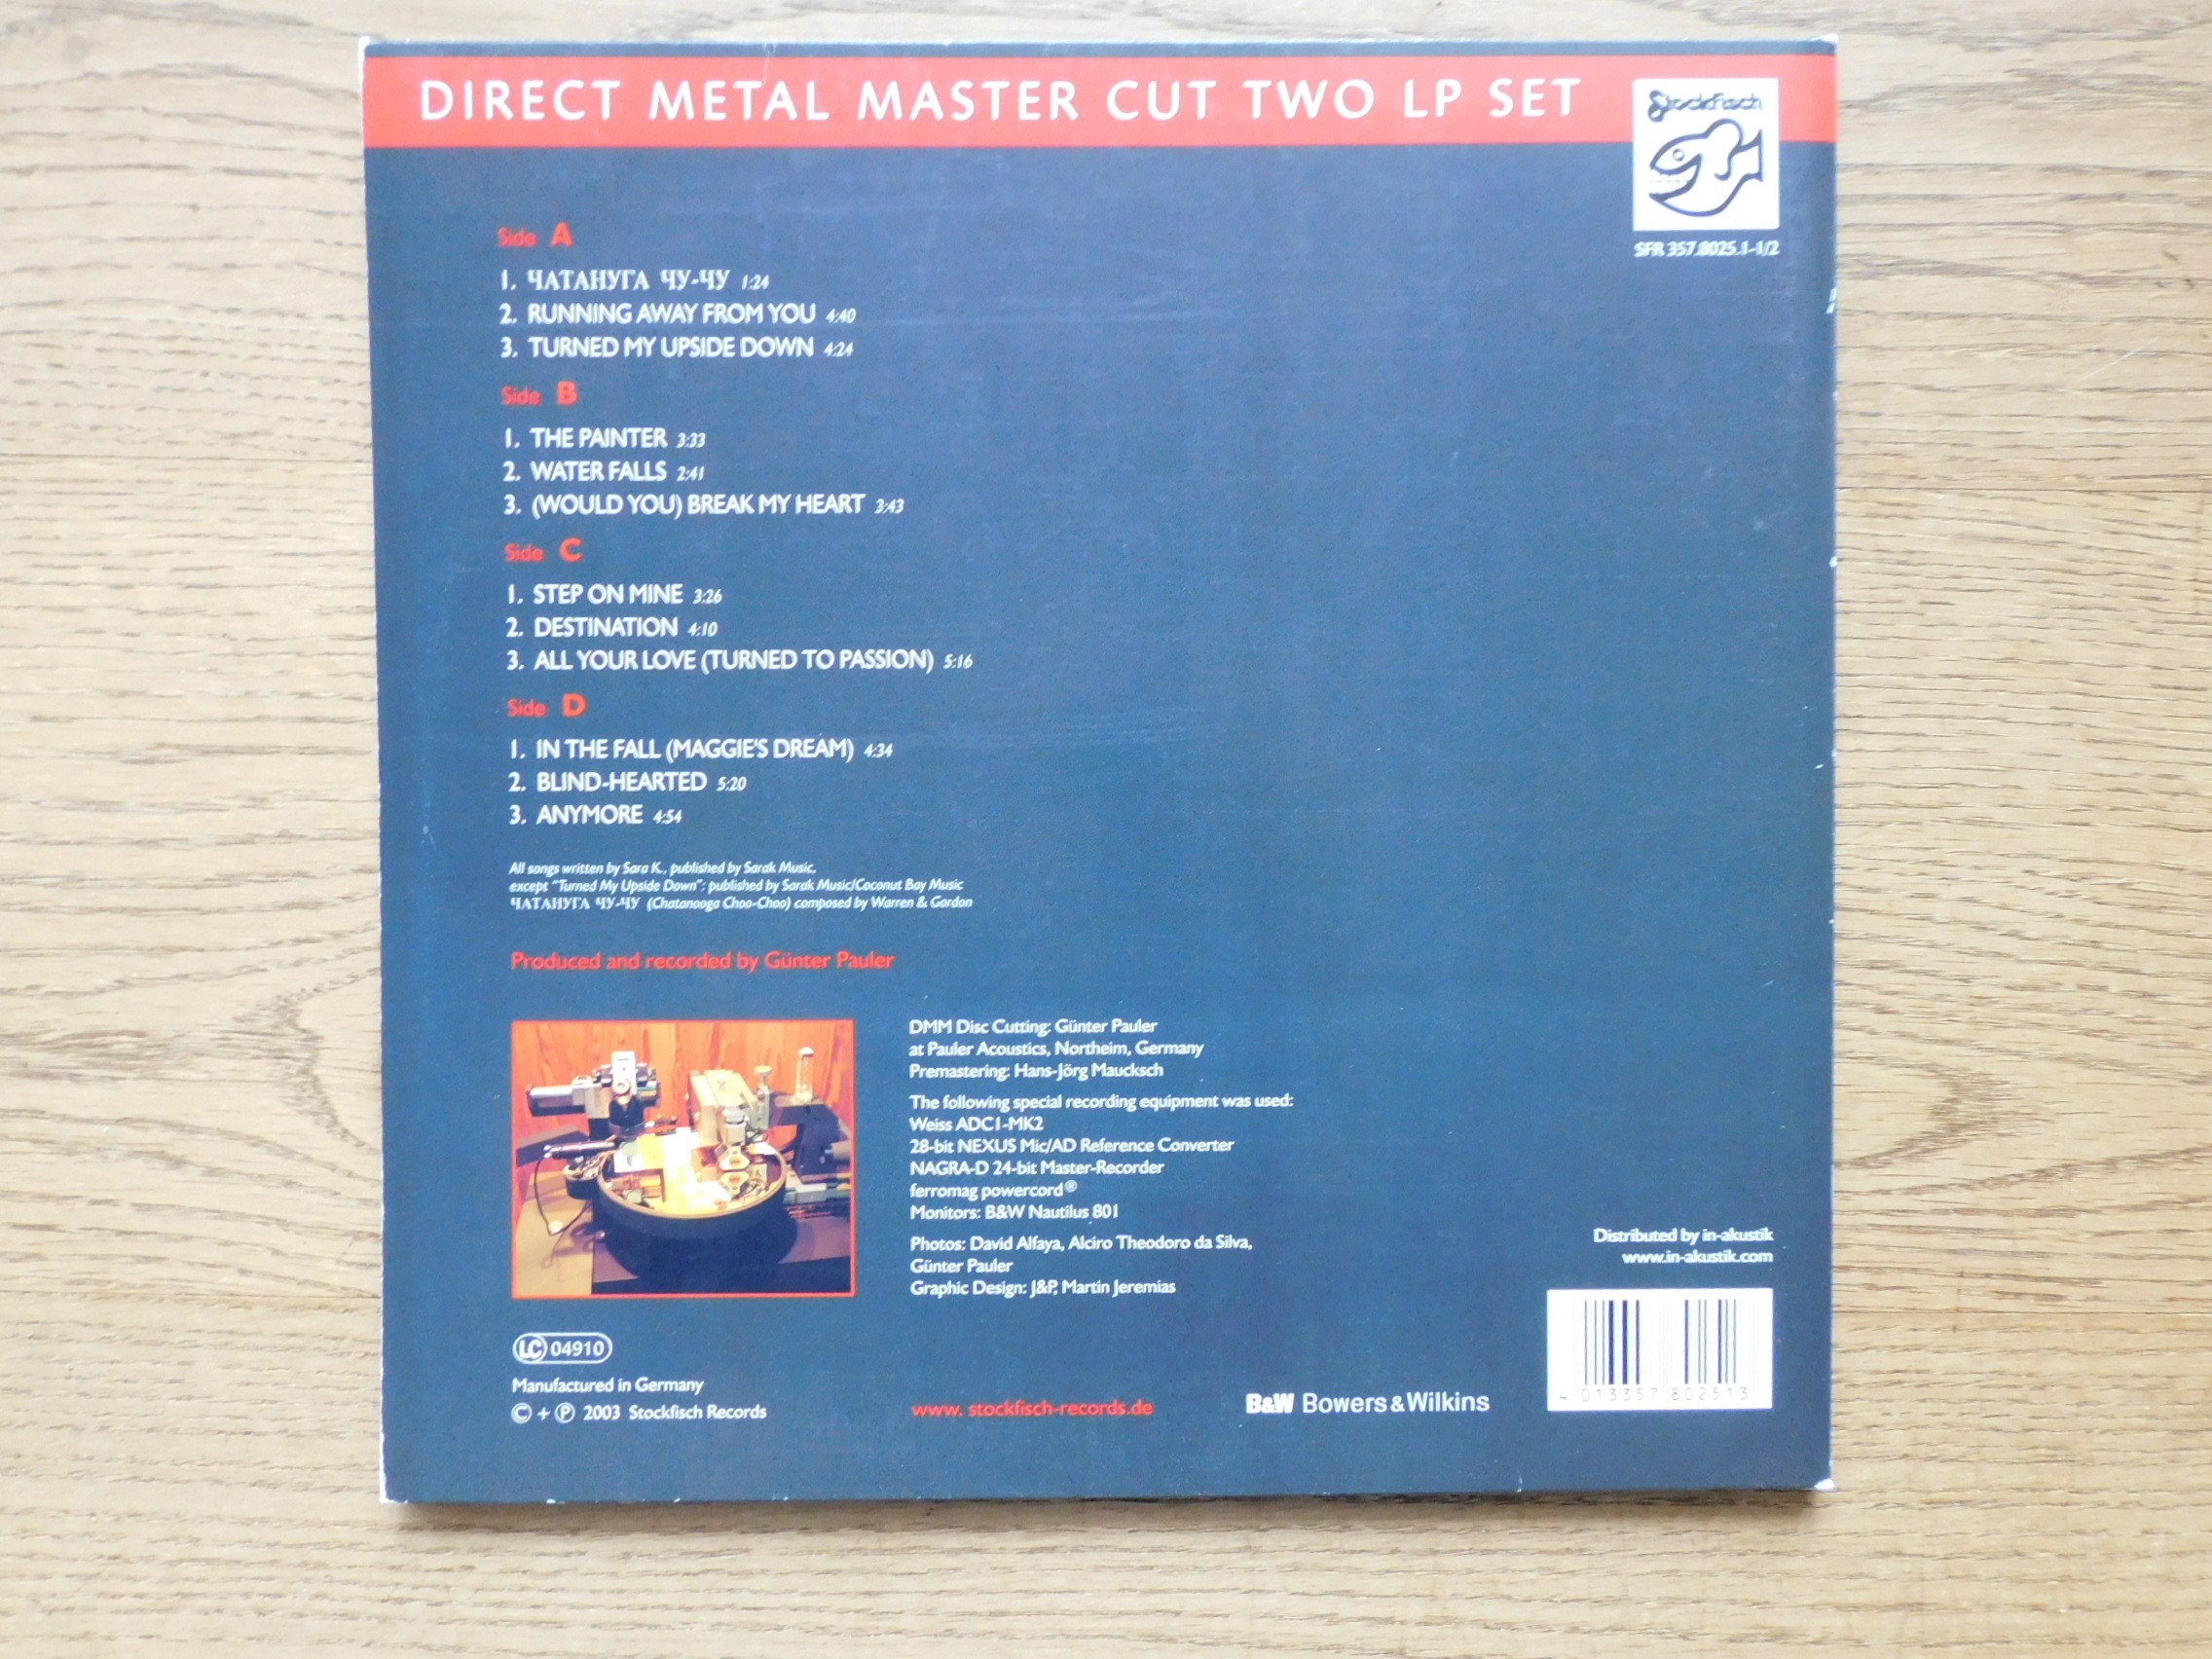 DIRECT METAL MASTER CUT TWO LP SET
Stockfisch
SFR 357.8025.1-1/2
Side A
1. ЧАТАНУГА ЧУ-ЧУ 1:24
2. RUNNING AWAY FROM YOU 4:40
3. TURNED MY UPSIDE DOWN 4:24
Side B
1. THE PAINTER 3:33
2. WATER FALLS 2:41
3. (WOULD YOU) BREAK MY HEART 3:43
Side C
1. STEP ON MINE 3:26
2. DESTINATION 4:10
3. ALL YOUR LOVE (TURNED TO PASSION) 5:16
Side D
1. IN THE FALL (MAGGIE'S DREAM) 4:34
2. BLIND-HEARTED 5:20
3. ANYMORE 4:54
All songs written by Sara K., published by Sarak Music,
except "Turned My Upside Down": published by Sarak Music/Coconut Bay Music
ЧАТАНУГА ЧУ-ЧУ (Chatanooga Choo-Choo) composed by Warren & Gordon
Produced and recorded by Günter Pauler
DMM Disc Cutting: Günter Pauler
at Pauler Acoustics, Northeim, Germany
Premastering: Hans-Jörg Maucksch
The following special recording equipment was used:
Weiss ADC1-MK2
28-bit NEXUS Mic/AD Reference Converter
NAGRA-D 24-bit Master-Recorder
ferromag powercord®
Monitors: B&W Nautilus 801
Photos: David Alfaya, Alciro Theodoro da Silva,
Günter Pauler
Graphic Design: J&P, Martin Jeremias
Distributed by in-akustik
www.in-akustik.com
4 013357 802513
LC 04910
Manufactured in Germany
© + ℗ 2003 Stockfisch Records
www. stockfisch-records.de
B&W Bowers & Wilkins